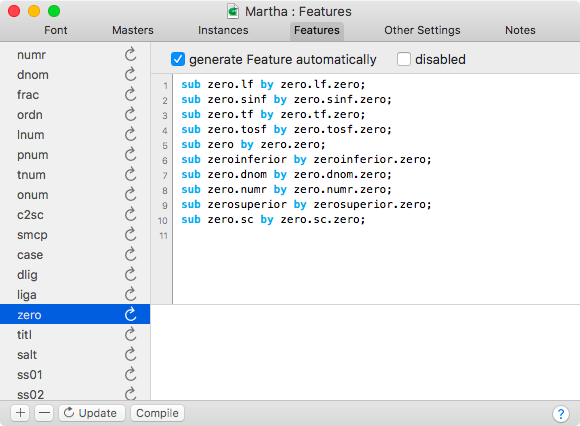 Martha : Features
Font Masters Instances Features Other Settings Notes
numr
dnom
frac
ordn
lnum
pnum
tnum
onum
c2sc
smcp
case
dlig
liga
zero
titl
salt
ss01
ss02
generate Feature automatically disabled
1 sub zero.lf by zero.lf.zero;
2 sub zero.sinf by zero.sinf.zero;
3 sub zero.tf by zero.tf.zero;
4 sub zero.tosf by zero.tosf.zero;
5 sub zero by zero.zero;
6 sub zeroinferior by zeroinferior.zero;
7 sub zero.dnom by zero.dnom.zero;
8 sub zero.numr by zero.numr.zero;
9 sub zerosuperior by zerosuperior.zero;
10 sub zero.sc by zero.sc.zero;
11
+ − Update Compile ?